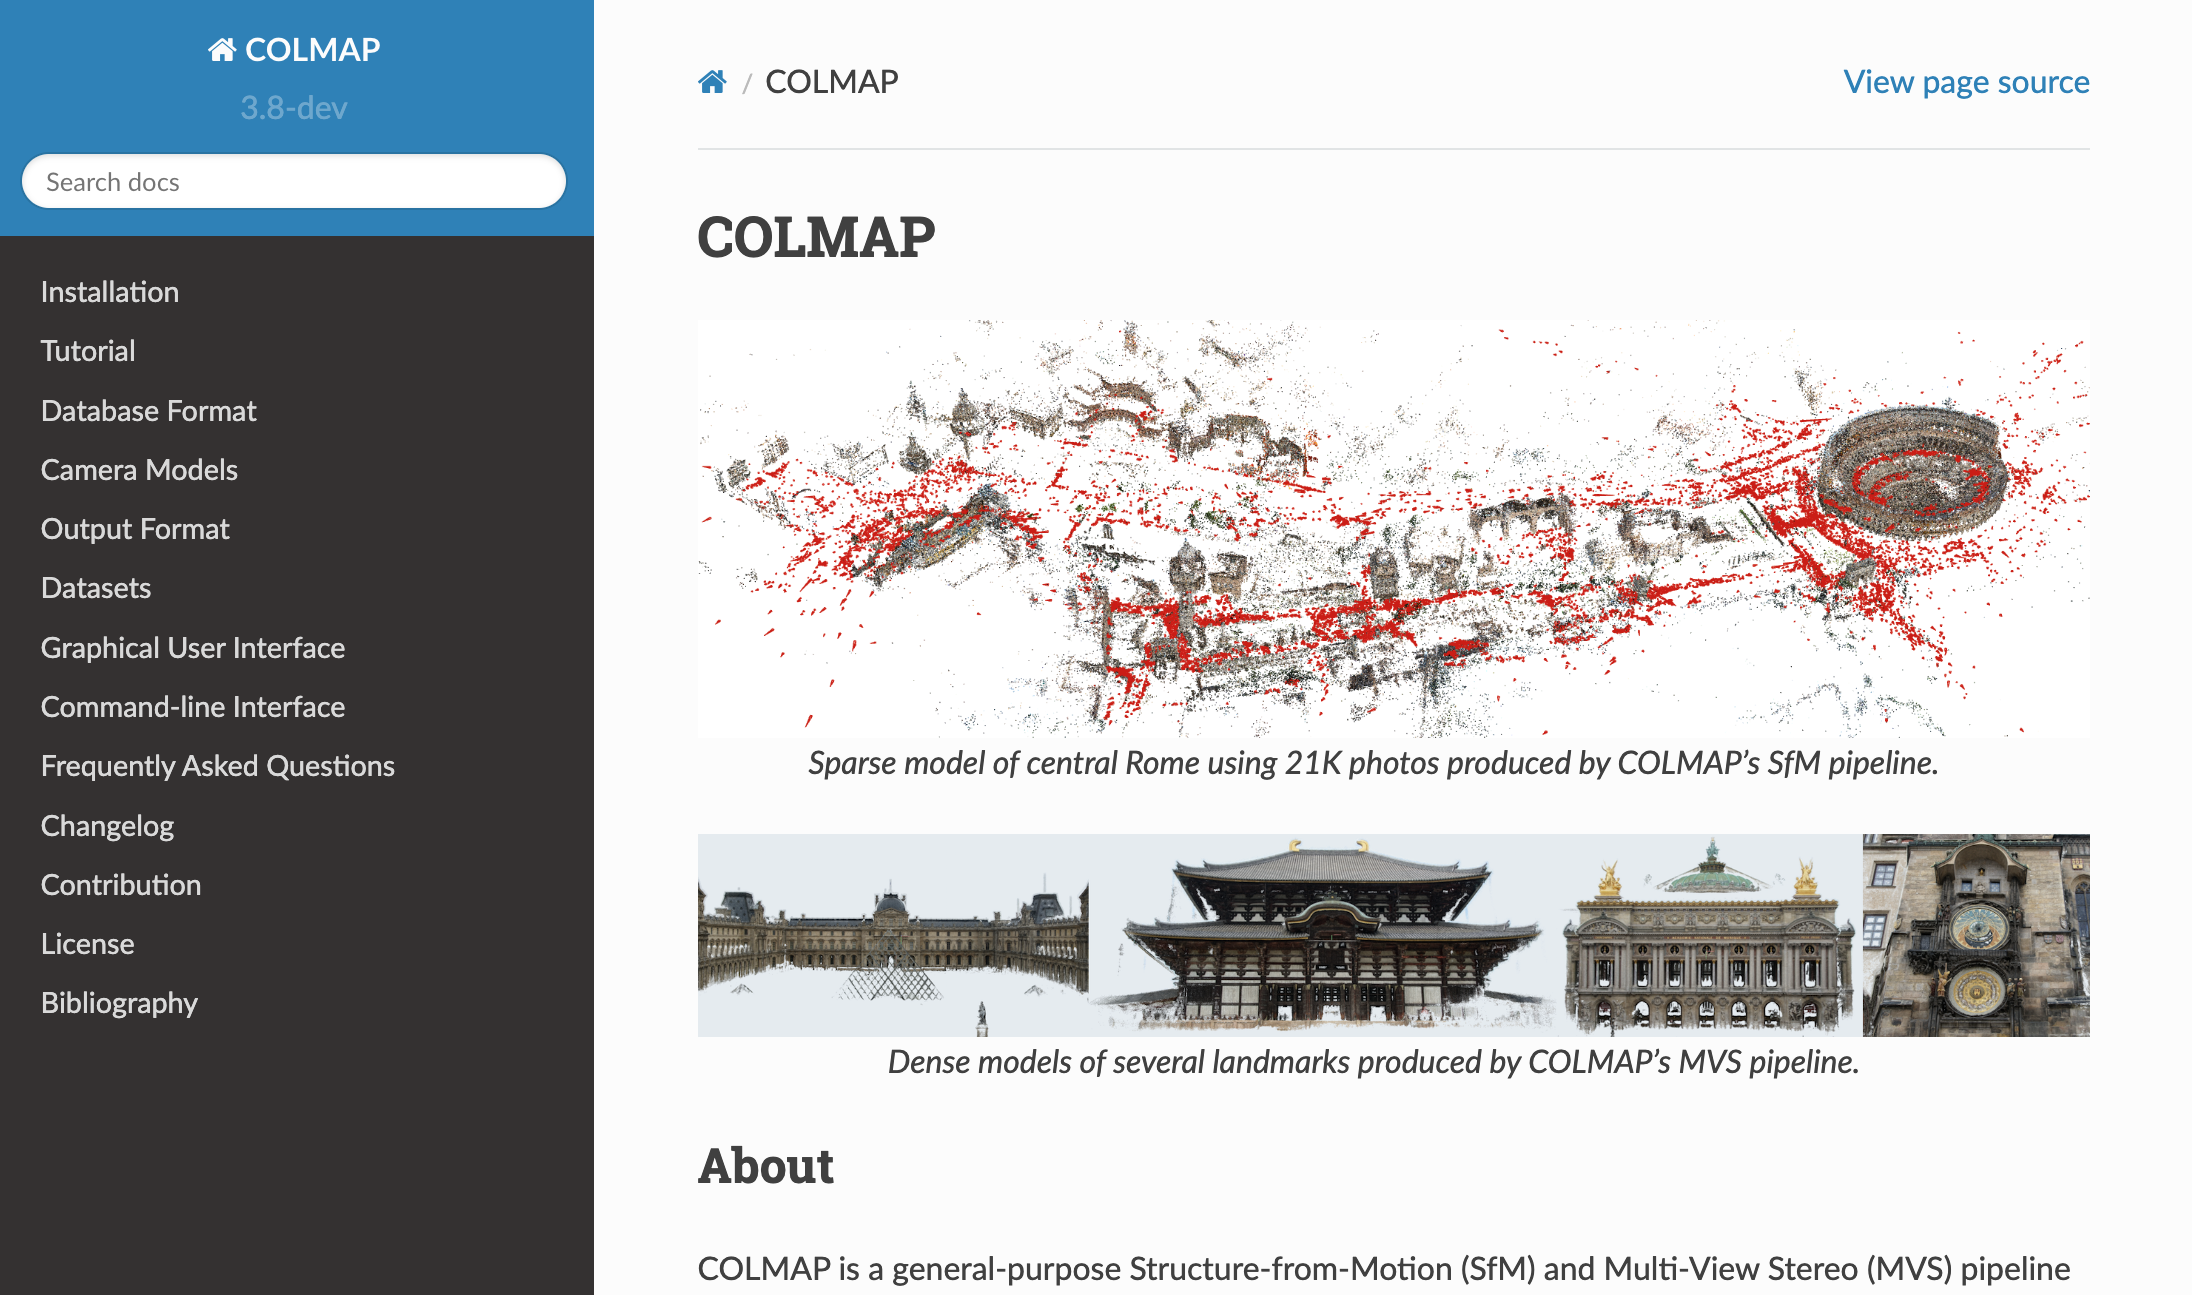 COLMAP
3.8-dev
Search docs
Installation
Tutorial
Database Format
Camera Models
Output Format
Datasets
Graphical User Interface
Command-line Interface
Frequently Asked Questions
Changelog
Contribution
License
Bibliography
/ COLMAP
View page source
COLMAP
Sparse model of central Rome using 21K photos produced by COLMAP’s SfM pipeline.
Dense models of several landmarks produced by COLMAP’s MVS pipeline.
About
COLMAP is a general-purpose Structure-from-Motion (SfM) and Multi-View Stereo (MVS) pipeline